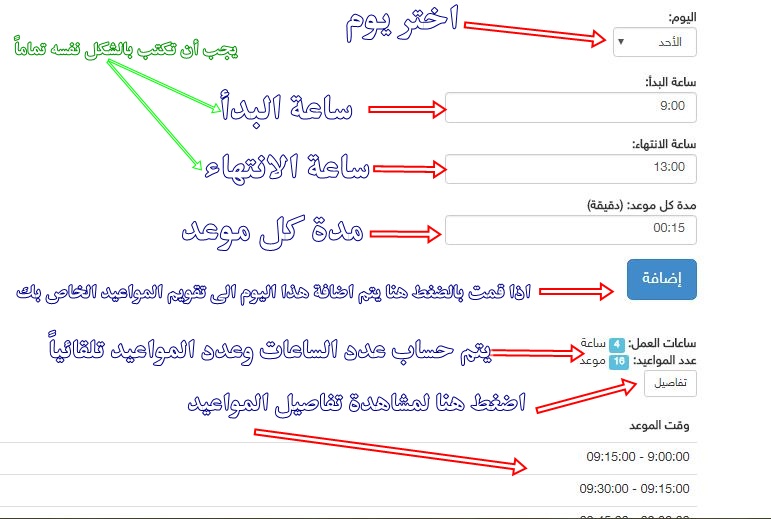 اليوم:
اختر يوم
الأحد
يجب أن تكتب بالشكل نفسه تماماً
ساعة البدأ:
9:00
ساعة البدأ
ساعة الانتهاء:
13:00
ساعة الانتهاء
مدة كل موعد: (دقيقة)
00:15
مدة كل موعد
إضافة
اذا قمت بالضغط هنا يتم اضافة هذا اليوم الى تقويم المواعيد الخاص بك
ساعات العمل: 4 ساعة
عدد المواعيد: 16 موعد
يتم حساب عدد الساعات وعدد المواعيد تلقائياً
تفاصيل
اضغط هنا لمشاهدة تفاصيل المواعيد
وقت الموعد
09:15:00 - 9:00:00
09:30:00 - 09:15:00